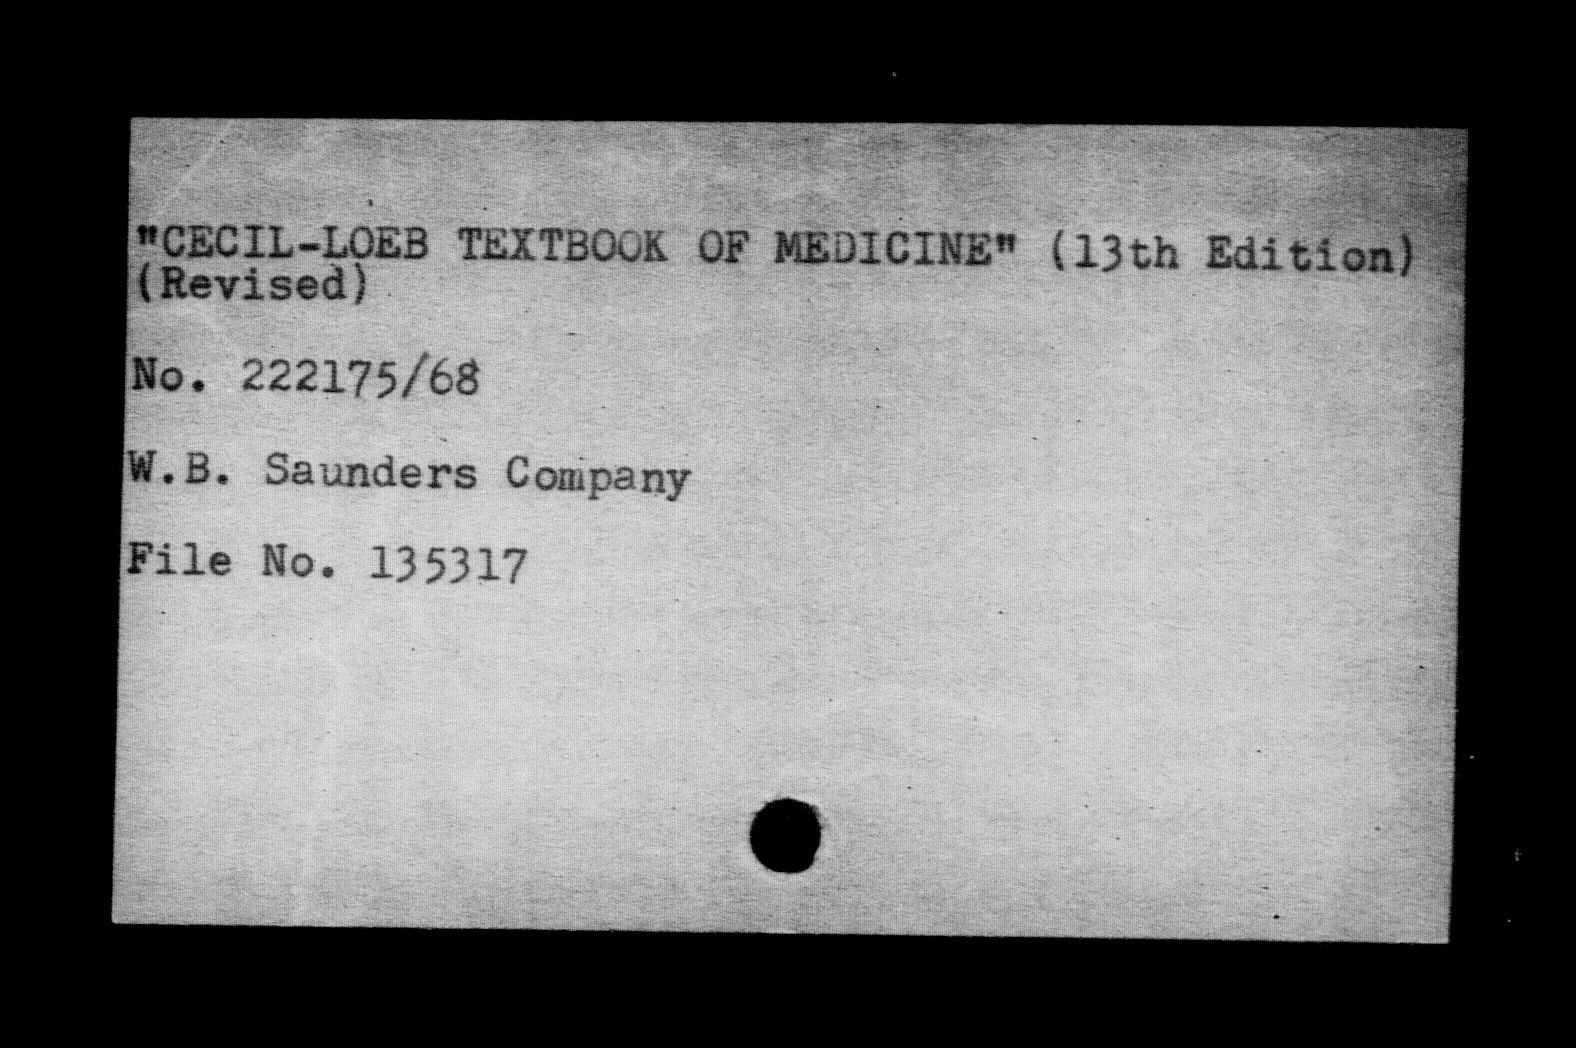 "CECIL-LOEB TEXTBOOK OF MEDICINE" (13th Edition)
(Revised)
No. 222175/68
W.B. Saunders Company
File No. 135317